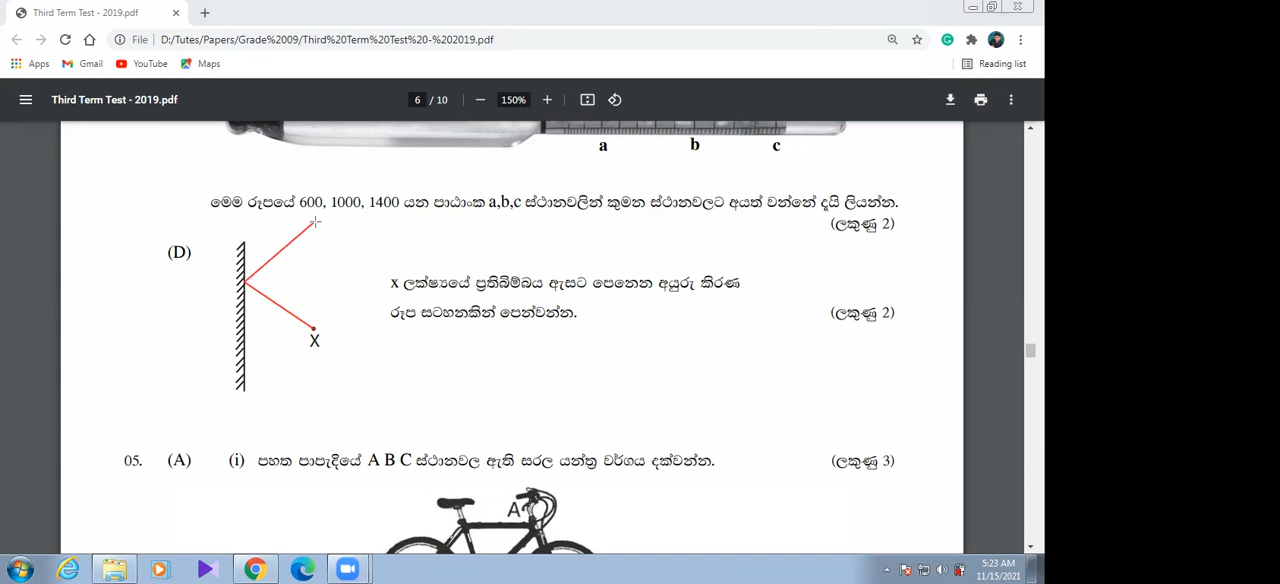 Third Term Test - 2019.pdf
File | D:/Tutes/Papers/Grade%2009/Third%20Term%20Test%20-%202019.pdf
Apps Gmail YouTube Maps Reading list
Third Term Test - 2019.pdf 6 / 10 150%
a b c
මෙම රූපයේ 600, 1000, 1400 යන පාඨාංක a,b,c ස්ථානවලින් කුමන ස්ථානවලට අයත් වන්නේ දැයි ලියන්න.
(ලකුණු 2)
(D)
x ලක්ෂ්‍යයේ ප්‍රතිබිම්බය ඇසට පෙනෙන අයුරු කිරණ
රූප සටහනකින් පෙන්වන්න. (ලකුණු 2)
X
05. (A) (i) පහත පාපැදියේ A B C ස්ථානවල ඇති සරල යන්ත්‍ර වර්ගය දක්වන්න. (ලකුණු 3)
A
5:23 AM
11/15/2021